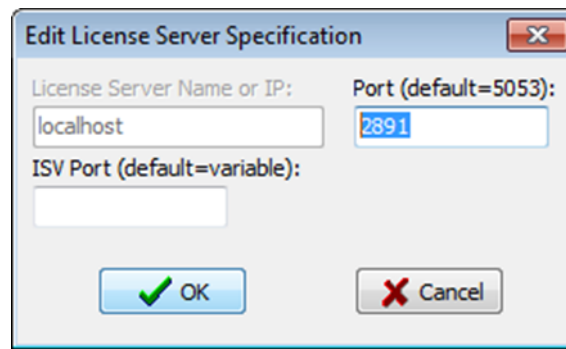 Edit License Server Specification
License Server Name or IP: Port (default=5053):
localhost 2891
ISV Port (default=variable):
OK Cancel